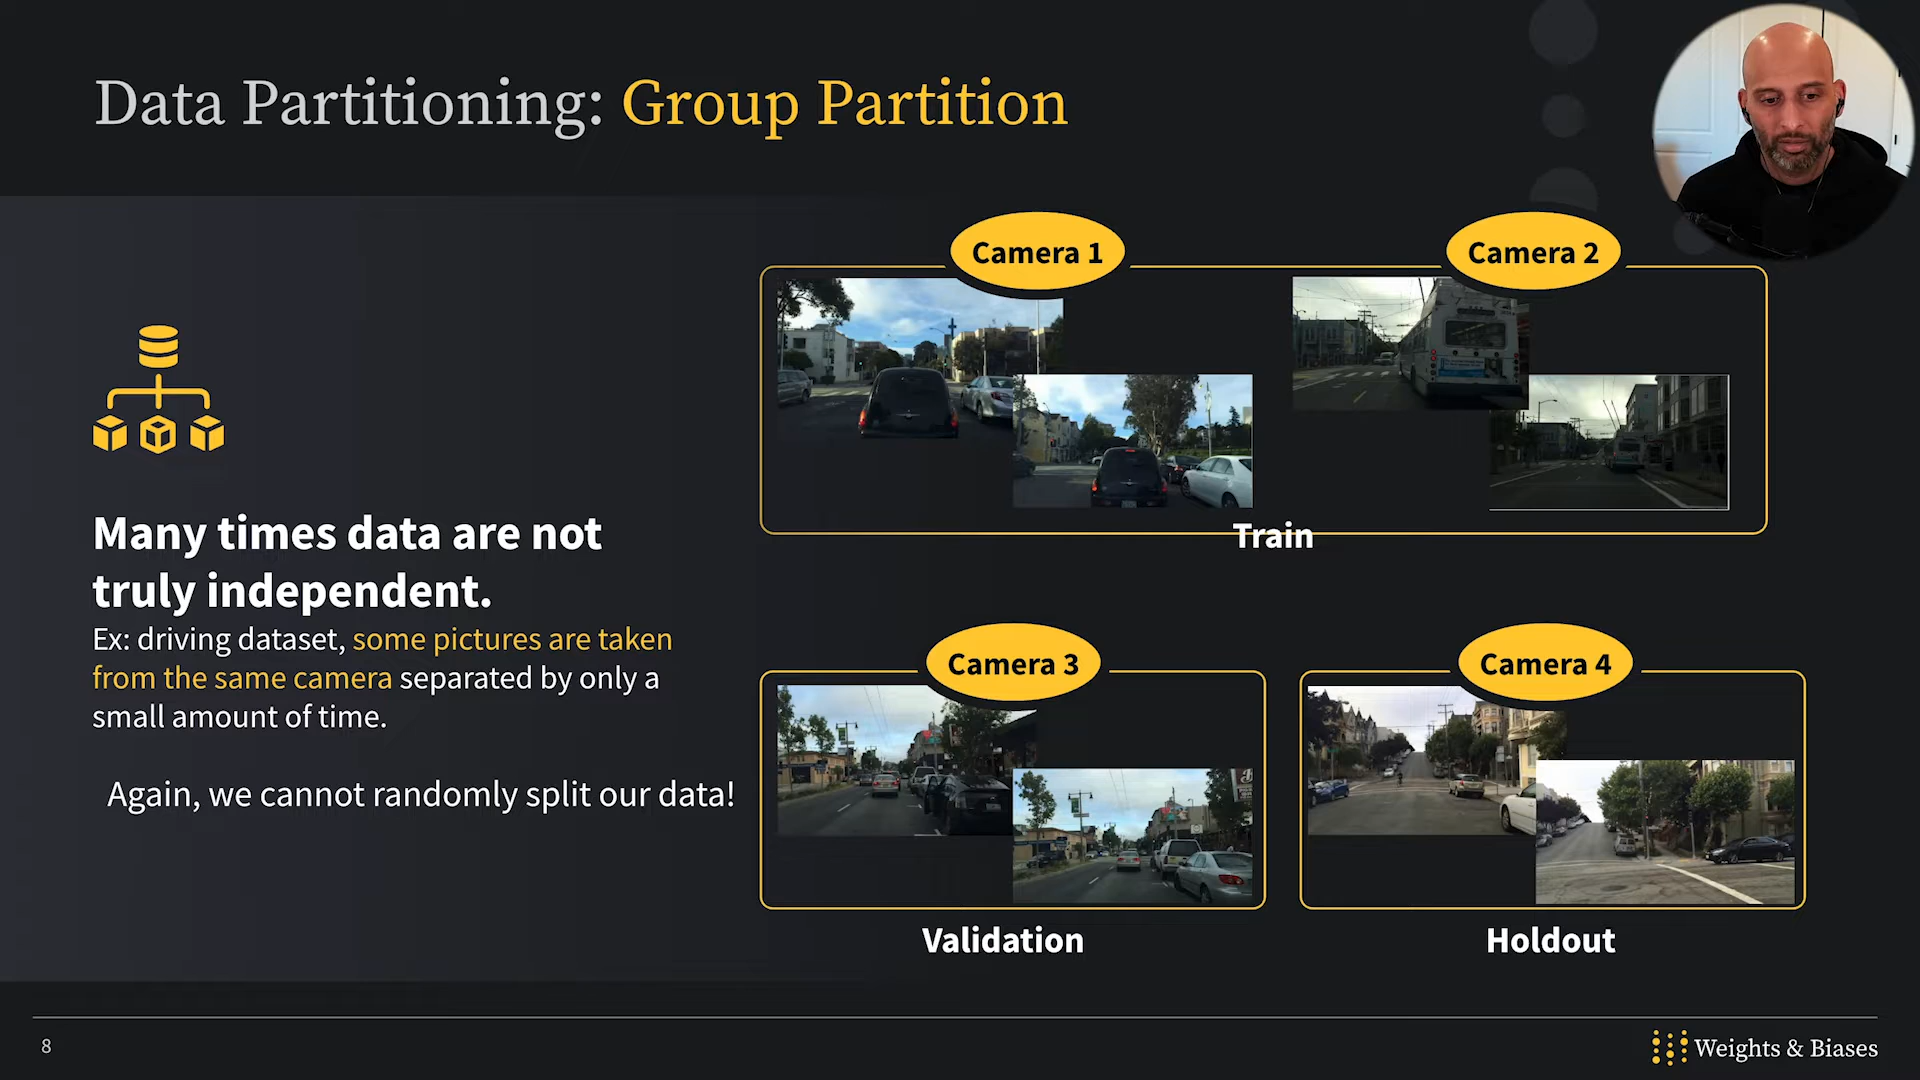 Data Partitioning: Group Partition
Many times data are not
truly independent.
Ex: driving dataset, some pictures are taken
from the same camera separated by only a
small amount of time.
Again, we cannot randomly split our data!
Camera 1
Camera 2
Train
Camera 3
Camera 4
Validation
Holdout
8
Weights & Biases